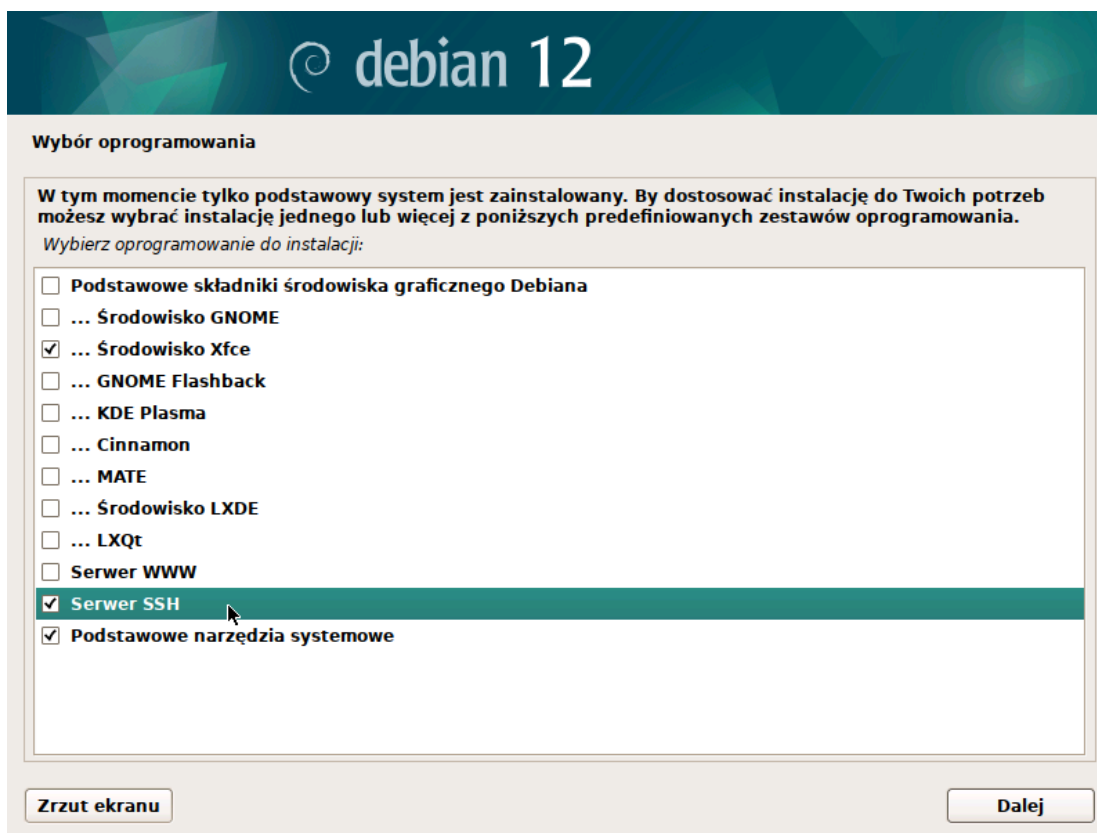 debian 12
Wybór oprogramowania
W tym momencie tylko podstawowy system jest zainstalowany. By dostosować instalację do Twoich potrzeb
możesz wybrać instalację jednego lub więcej z poniższych predefiniowanych zestawów oprogramowania.
Wybierz oprogramowanie do instalacji:
Podstawowe składniki środowiska graficznego Debiana
... Środowisko GNOME
... Środowisko Xfce
... GNOME Flashback
... KDE Plasma
... Cinnamon
... MATE
... Środowisko LXDE
... LXQt
Serwer WWW
Serwer SSH
Podstawowe narzędzia systemowe
Zrzut ekranu
Dalej